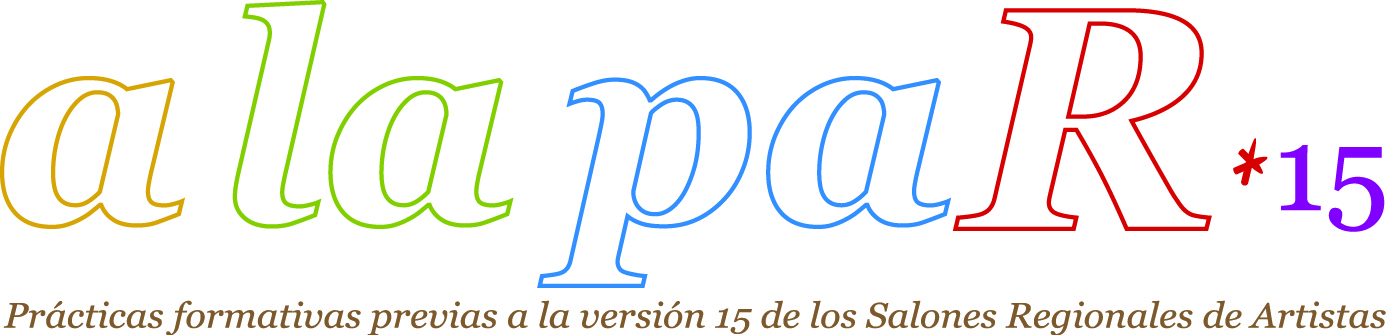 a la paR *15
Prácticas formativas previas a la versión 15 de los Salones Regionales de Artistas